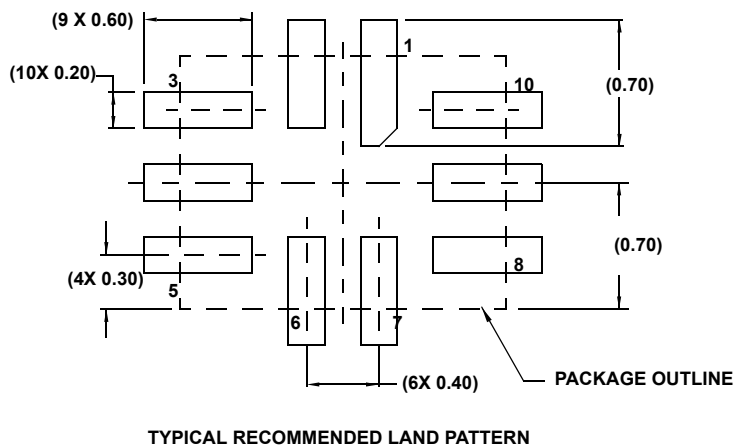 (9 X 0.60)
1
(10X 0.20)
3
10
(0.70)
(0.70)
(4X 0.30)
5
8
6
7
(6X 0.40)
PACKAGE OUTLINE
TYPICAL RECOMMENDED LAND PATTERN